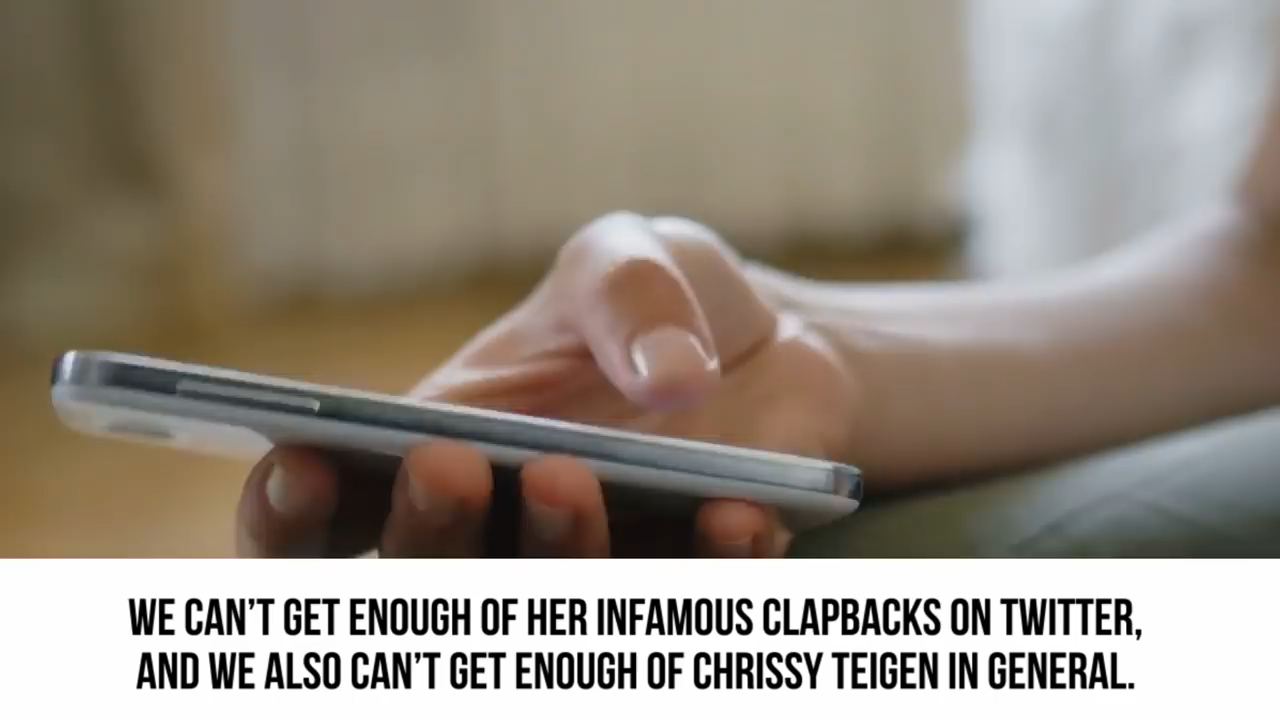 WE CAN'T GET ENOUGH OF HER INFAMOUS CLAPBACKS ON TWITTER,
AND WE ALSO CAN'T GET ENOUGH OF CHRISSY TEIGEN IN GENERAL.